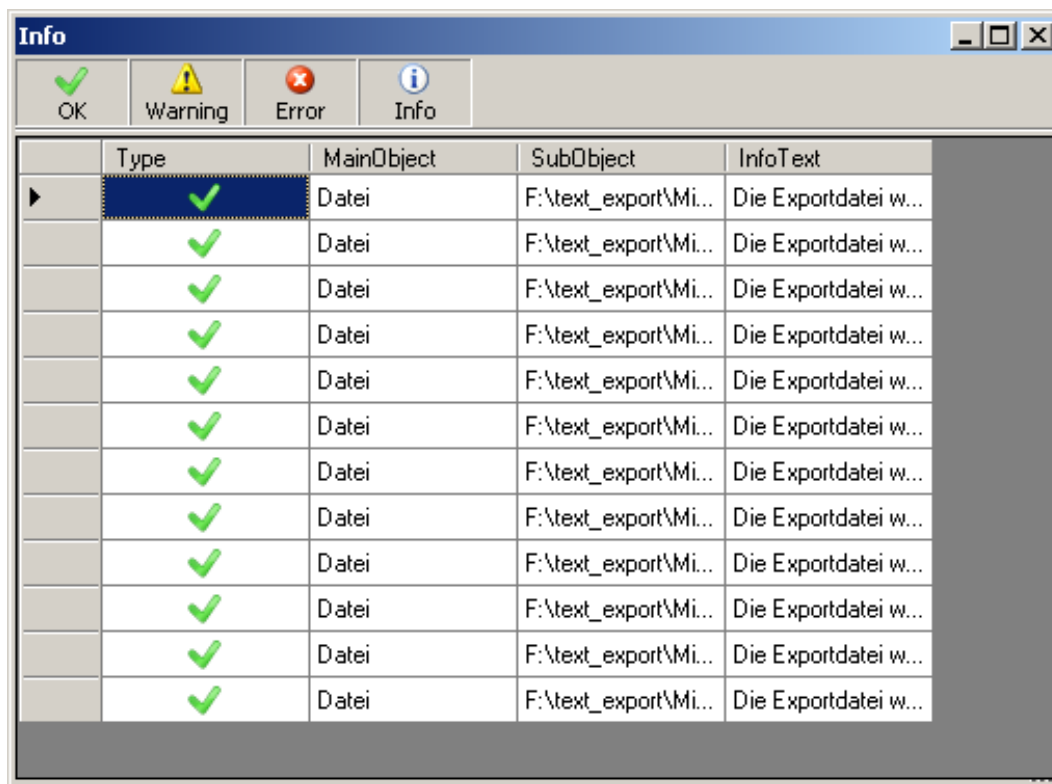 Info
OK Warning Error Info
Type MainObject SubObject InfoText
Datei F:\text_export\Mi... Die Exportdatei w...
Datei F:\text_export\Mi... Die Exportdatei w...
Datei F:\text_export\Mi... Die Exportdatei w...
Datei F:\text_export\Mi... Die Exportdatei w...
Datei F:\text_export\Mi... Die Exportdatei w...
Datei F:\text_export\Mi... Die Exportdatei w...
Datei F:\text_export\Mi... Die Exportdatei w...
Datei F:\text_export\Mi... Die Exportdatei w...
Datei F:\text_export\Mi... Die Exportdatei w...
Datei F:\text_export\Mi... Die Exportdatei w...
Datei F:\text_export\Mi... Die Exportdatei w...
Datei F:\text_export\Mi... Die Exportdatei w...